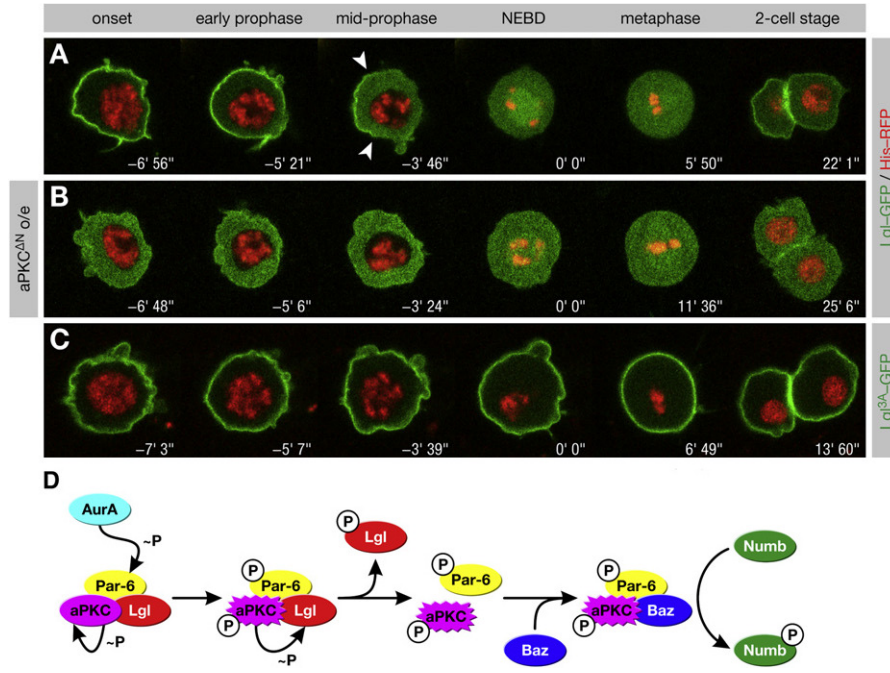 onset early prophase mid-prophase NEBD metaphase 2-cell stage
A
–6' 56" –5' 21" –3' 46" 0' 0" 5' 50" 22' 1"
Lgl–GFP / His–RFP
aPKCΔN o/e
B
–6' 48" –5' 6" –3' 24" 0' 0" 11' 36" 25' 6"
C
–7' 3" –5' 7" –3' 39" 0' 0" 6' 49" 13' 60"
Lgl3A–GFP
D
AurA
~P
Par-6
aPKC Lgl
~P
P
Par-6
aPKC Lgl
P
~P
P
Lgl
P
Par-6
aPKC
P
Baz
P
Par-6
aPKC Baz
P
Numb
Numb P